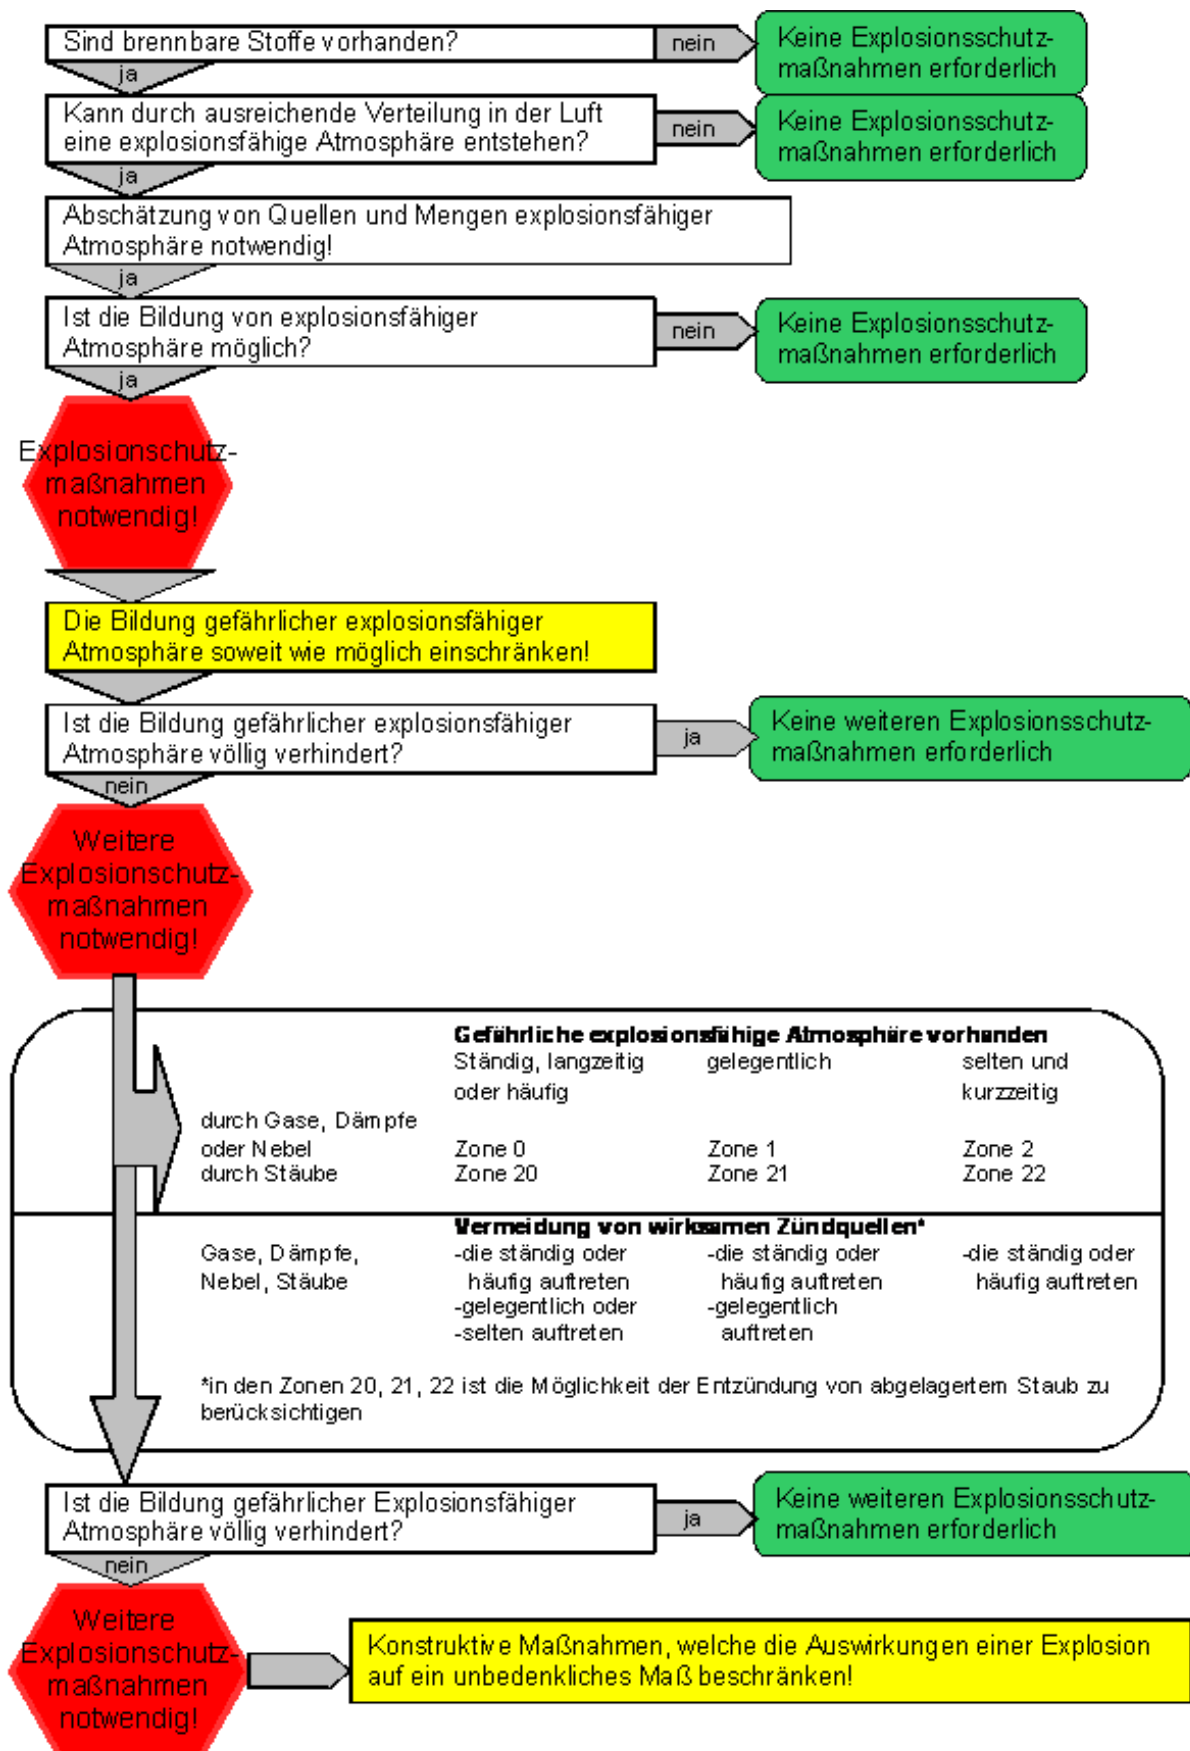 Sind brennbare Stoffe vorhanden?
nein
Keine Explosionsschutz-
maßnahmen erforderlich
ja
Kann durch ausreichende Verteilung in der Luft
eine explosionsfähige Atmosphäre entstehen?
nein
Keine Explosionsschutz-
maßnahmen erforderlich
ja
Abschätzung von Quellen und Mengen explosionsfähiger
Atmosphäre notwendig!
ja
Ist die Bildung von explosionsfähiger
Atmosphäre möglich?
nein
Keine Explosionsschutz-
maßnahmen erforderlich
ja
Explosionschutz-
maßnahmen
notwendig!
Die Bildung gefährlicher explosionsfähiger
Atmosphäre soweit wie möglich einschränken!
Ist die Bildung gefährlicher explosionsfähiger
Atmosphäre völlig verhindert?
ja
Keine weiteren Explosionsschutz-
maßnahmen erforderlich
nein
Weitere
Explosionschutz-
maßnahmen
notwendig!
Gefährliche explosionsfähige Atmosphäre vorhanden
Ständig, langzeitig gelegentlich selten und
oder häufig kurzzeitig
durch Gase, Dämpfe
oder Nebel Zone 0 Zone 1 Zone 2
durch Stäube Zone 20 Zone 21 Zone 22
Vermeidung von wirksamen Zündquellen*
Gase, Dämpfe, -die ständig oder -die ständig oder -die ständig oder
Nebel, Stäube häufig auftreten häufig auftreten häufig auftreten
-gelegentlich oder -gelegentlich
-selten auftreten auftreten
*in den Zonen 20, 21, 22 ist die Möglichkeit der Entzündung von abgelagertem Staub zu
berücksichtigen
Ist die Bildung gefährlicher Explosionsfähiger
Atmosphäre völlig verhindert?
ja
Keine weiteren Explosionsschutz-
maßnahmen erforderlich
nein
Weitere
Explosionschutz-
maßnahmen
notwendig!
Konstruktive Maßnahmen, welche die Auswirkungen einer Explosion
auf ein unbedenkliches Maß beschränken!